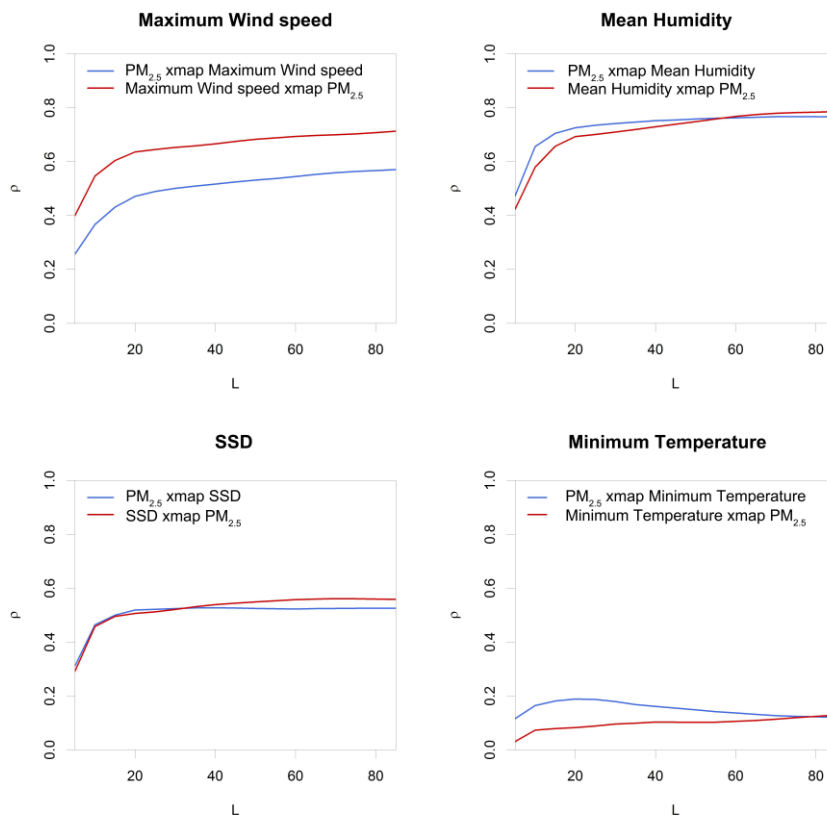 Maximum Wind speed
PM2.5 xmap Maximum Wind speed
Maximum Wind speed xmap PM2.5
1.0
0.8
0.6
0.4
0.2
0.0
ρ
20 40 60 80
L
Mean Humidity
PM2.5 xmap Mean Humidity
Mean Humidity xmap PM2.5
1.0
0.8
0.6
0.4
0.2
0.0
ρ
20 40 60 80
L
SSD
PM2.5 xmap SSD
SSD xmap PM2.5
1.0
0.8
0.6
0.4
0.2
0.0
ρ
20 40 60 80
L
Minimum Temperature
PM2.5 xmap Minimum Temperature
Minimum Temperature xmap PM2.5
1.0
0.8
0.6
0.4
0.2
0.0
ρ
20 40 60 80
L